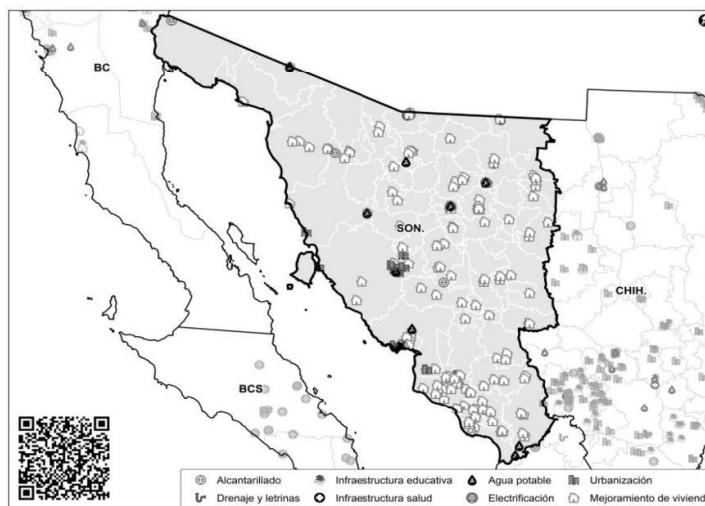 BC
SON.
CHIH.
BCS
Alcantarillado
Infraestructura educativa
Agua potable
Urbanización
Drenaje y letrinas
Infraestructura salud
Electrificación
Mejoramiento de viviend